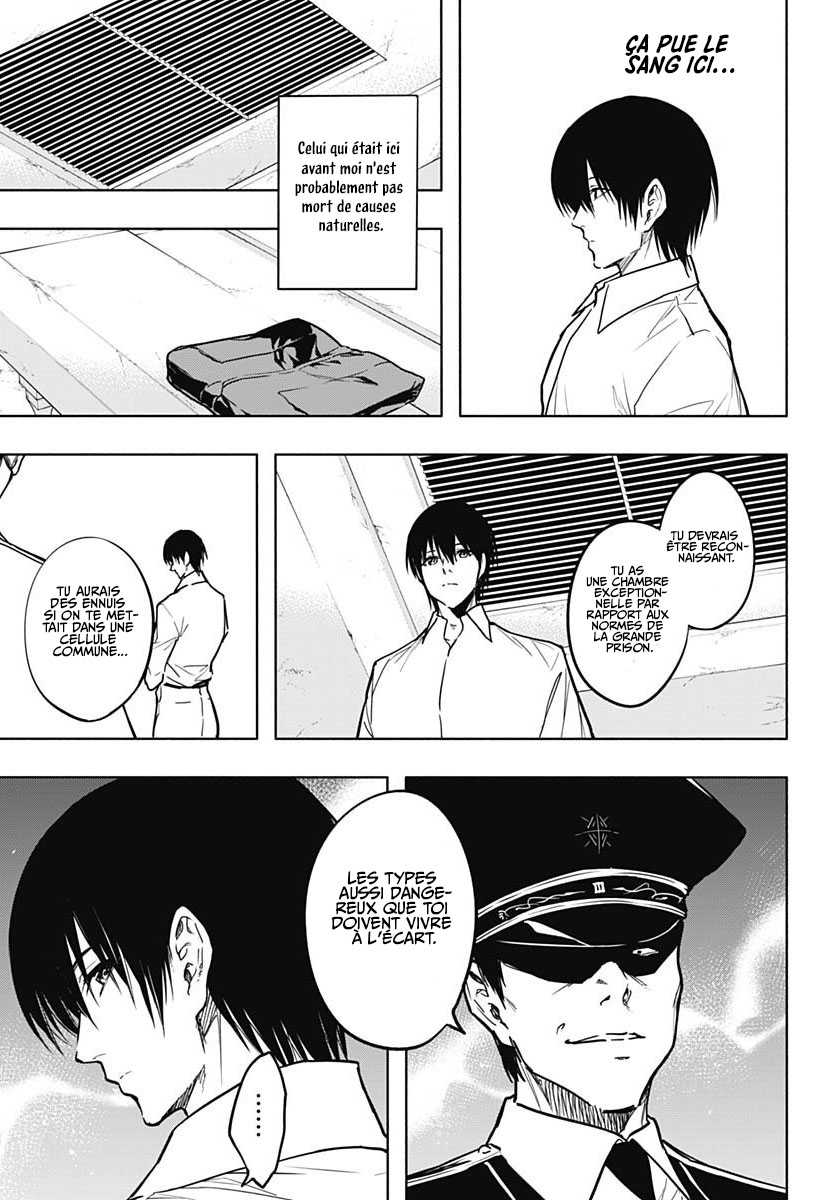 ÇA PUE LE
SANG ICI...
Celui qui était ici
avant moi n'est
probablement pas
mort de causes
naturelles.
TU DEVRAIS
ÊTRE RECON-
NAISSANT.
TU AS
UNE CHAMBRE
EXCEPTION-
NELLE PAR
RAPPORT AUX
NORMES DE
LA GRANDE
PRISON.
TU AURAIS
DES ENNUIS
SI ON TE MET-
TAIT DANS UNE
CELLULE
COMMUNE...
LES TYPES
AUSSI DANGE-
REUX QUE TOI
DOIVENT VIVRE
À L'ÉCART.
III
......